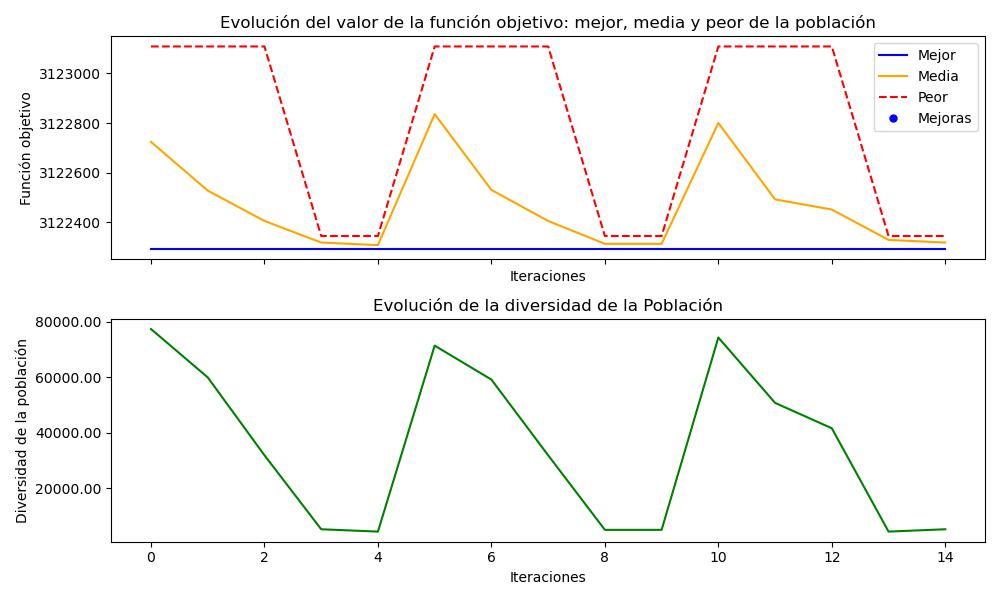 Evolución del valor de la función objetivo: mejor, media y peor de la población
Función objetivo
3123000
3122800
3122600
3122400
Mejor
Media
Peor
Mejoras
Iteraciones
Evolución de la diversidad de la Población
Diversidad de la población
80000.00
60000.00
40000.00
20000.00
0 2 4 6 8 10 12 14
Iteraciones